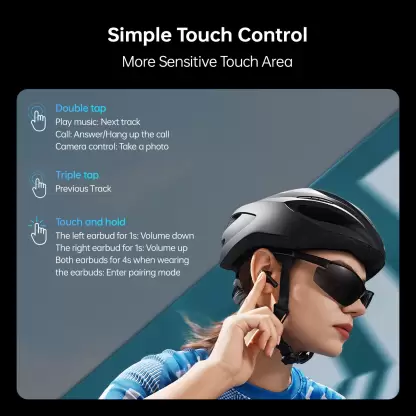 Simple Touch Control
More Sensitive Touch Area
Double tap
Play music: Next track
Call: Answer/Hang up the call
Camera control: Take a photo
Triple tap
Previous Track
Touch and hold
The left earbud for 1s: Volume down
The right earbud for 1s: Volume up
Both earbuds for 4s when wearing
the earbuds: Enter pairing mode